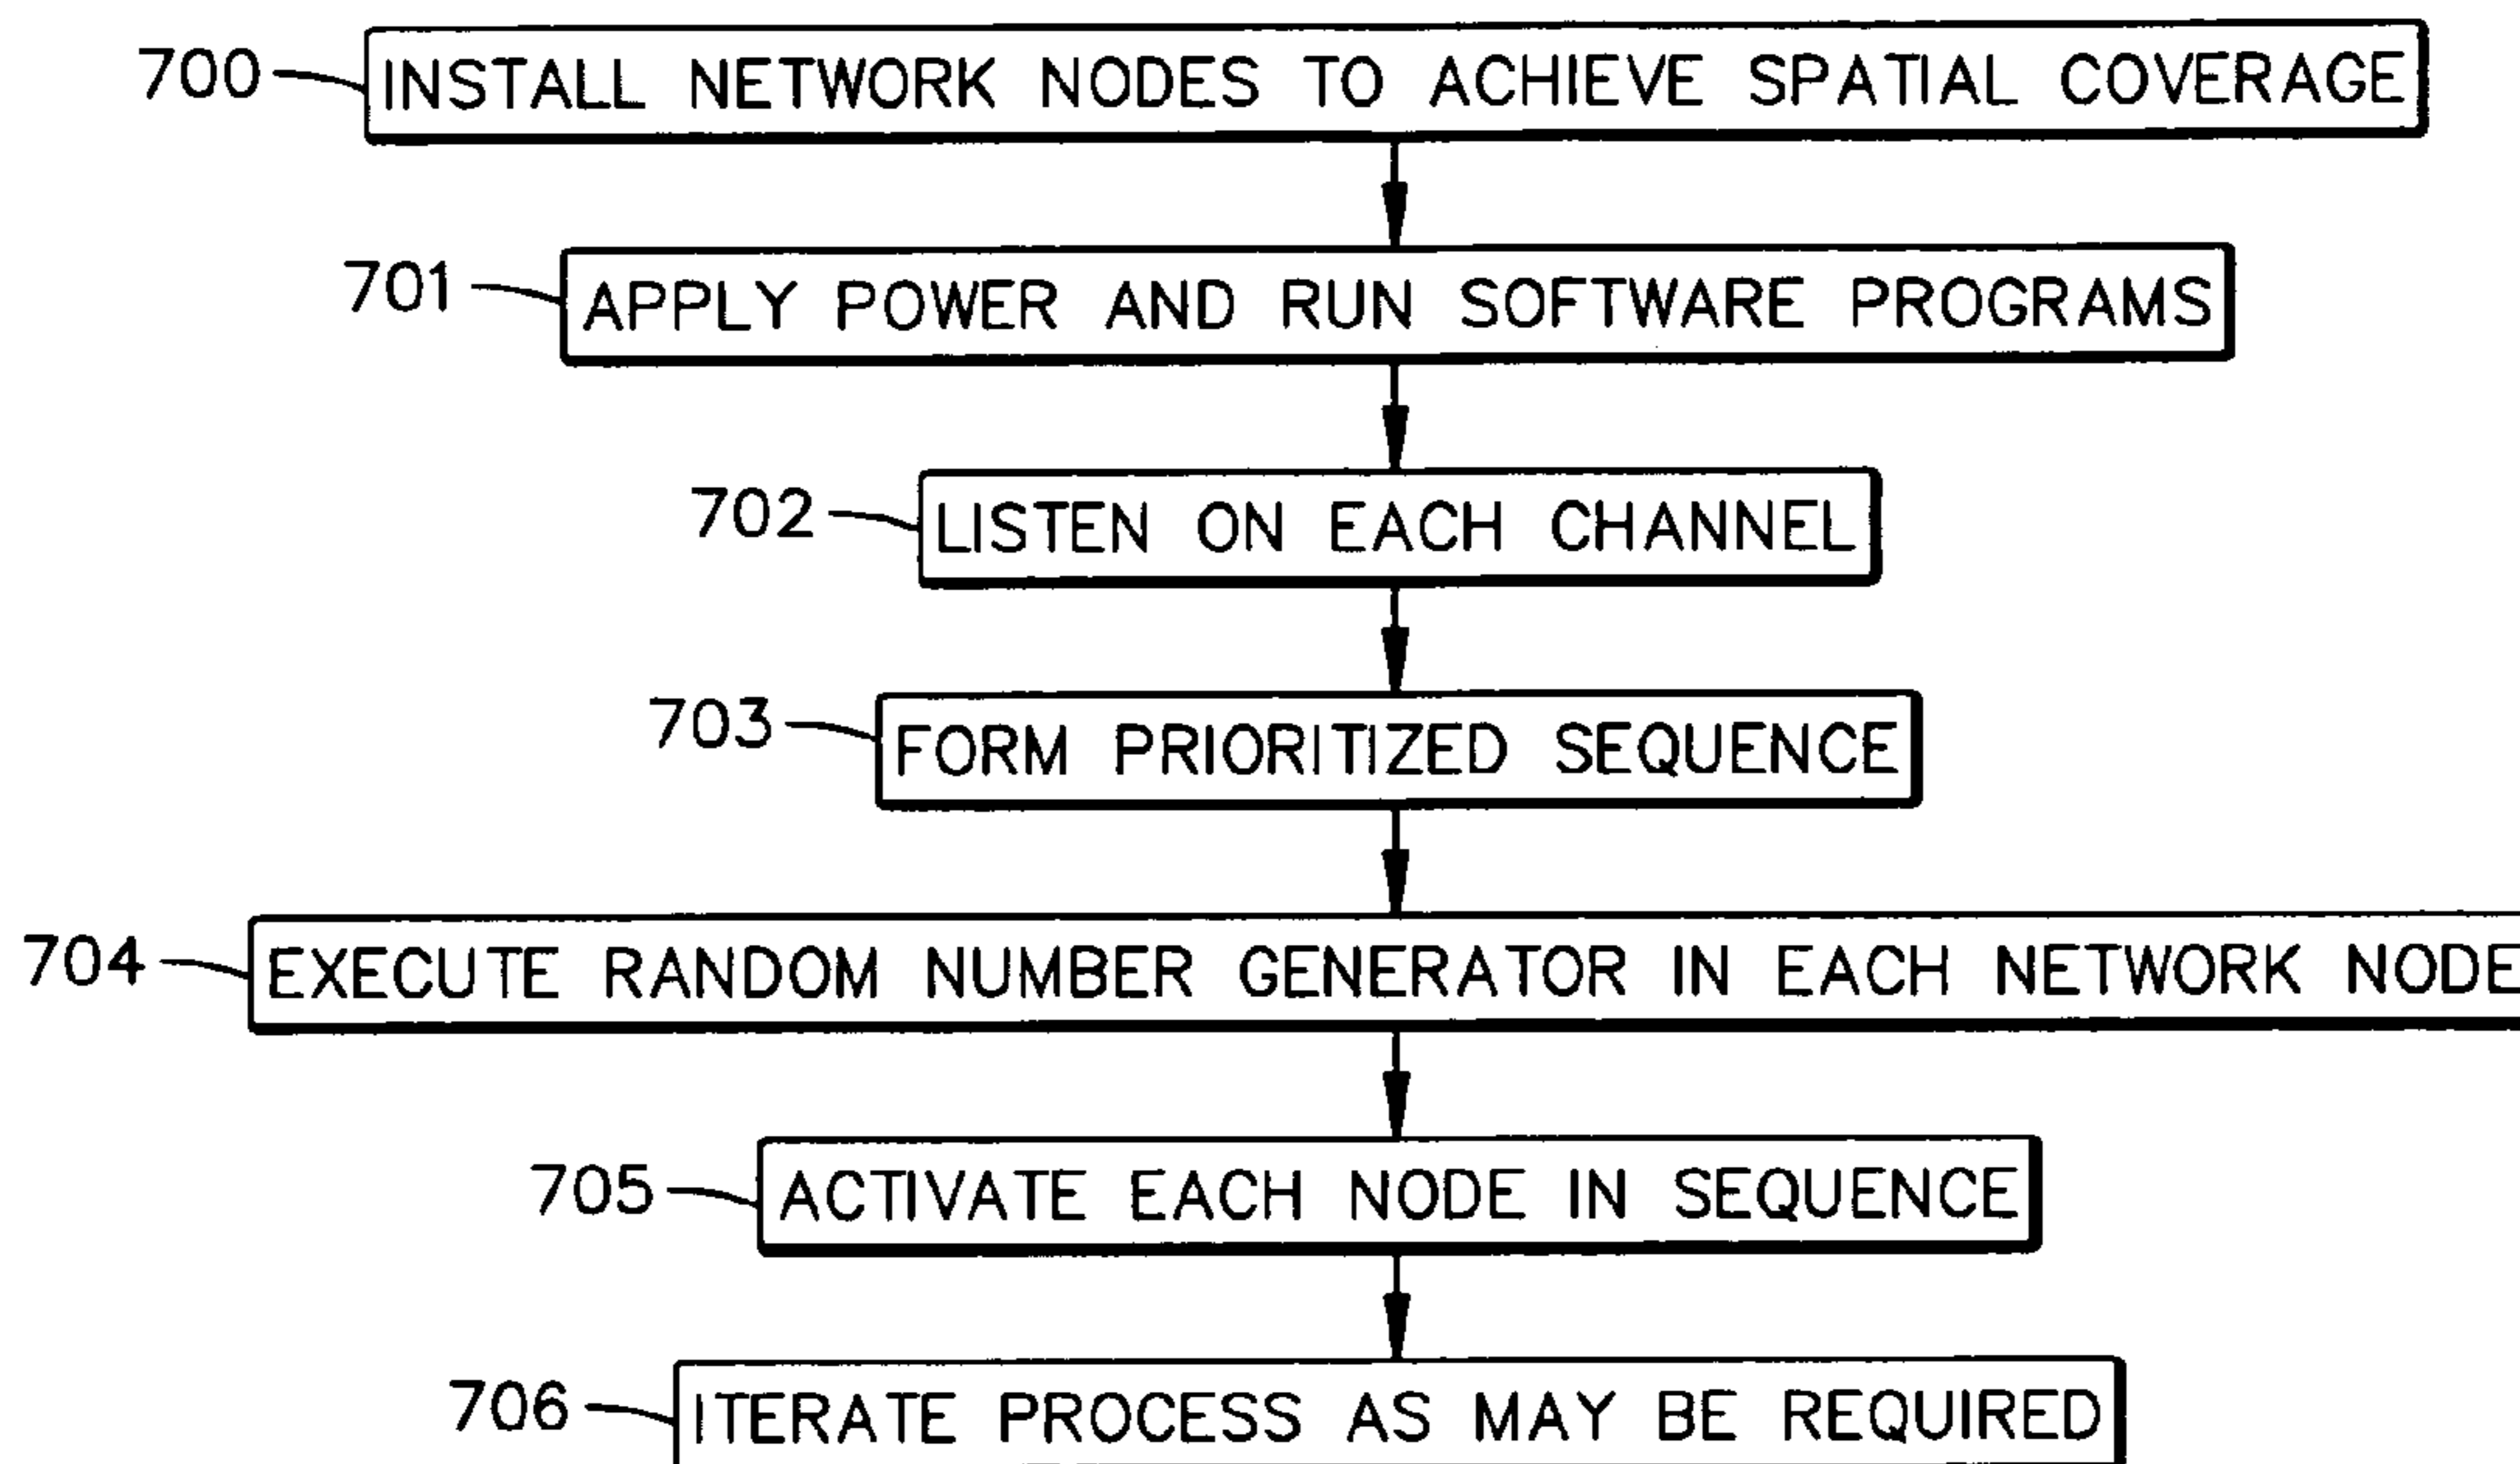 700 INSTALL NETWORK NODES TO ACHIEVE SPATIAL COVERAGE
701 APPLY POWER AND RUN SOFTWARE PROGRAMS
702 LISTEN ON EACH CHANNEL
703 FORM PRIORITIZED SEQUENCE
704 EXECUTE RANDOM NUMBER GENERATOR IN EACH NETWORK NODE
705 ACTIVATE EACH NODE IN SEQUENCE
706 ITERATE PROCESS AS MAY BE REQUIRED